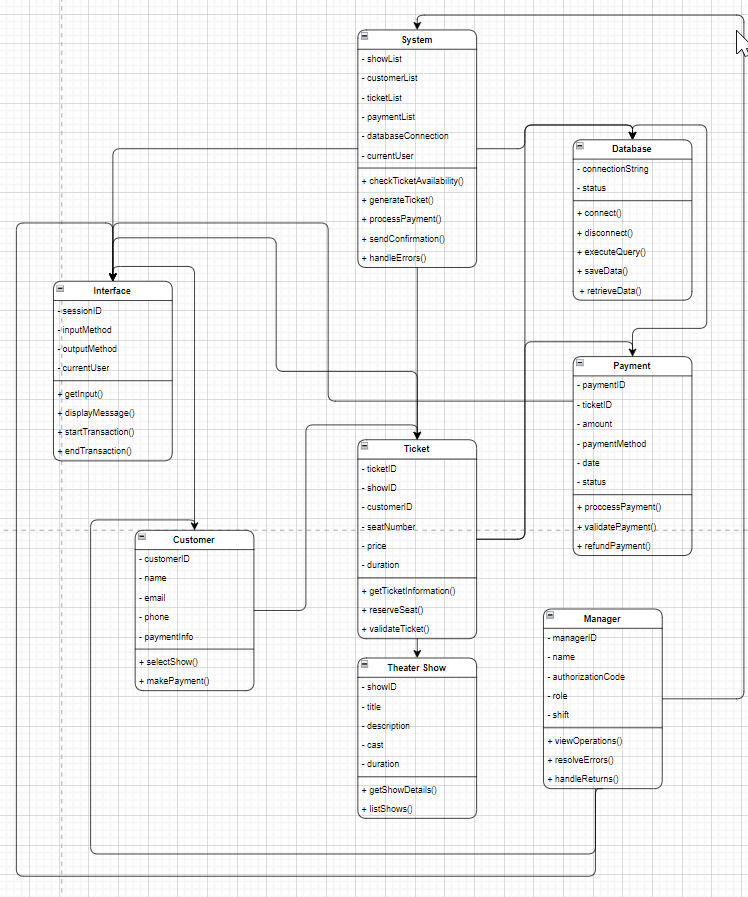 System
- showList
- customerList
- ticketList
- paymentList
- databaseConnection
- currentUser
+ checkTicketAvailability()
+ generateTicket()
+ processPayment()
+ sendConfirmation()
+ handleErrors()
Database
- connectionString
- status
+ connect()
+ disconnect()
+ executeQuery()
+ saveData()
+ retrieveData()
Interface
- sessionID
- inputMethod
- outputMethod
- currentUser
+ getInput()
+ displayMessage()
+ startTransaction()
+ endTransaction()
Payment
- paymentID
- ticketID
- amount
- paymentMethod
- date
- status
+ proccessPayment()
+ validatePayment()
+ refundPayment()
Ticket
- ticketID
- showID
- customerID
- seatNumber
- price
- duration
+ getTicketInformation()
+ reserveSeat()
+ validateTicket()
Customer
- customerID
- name
- email
- phone
- paymentInfo
+ selectShow()
+ makePayment()
Manager
- managerID
- name
- authorizationCode
- role
- shift
+ viewOperations()
+ resolveErrors()
+ handleReturns()
Theater Show
- showID
- title
- description
- cast
- duration
+ getShowDetails()
+ listShows()